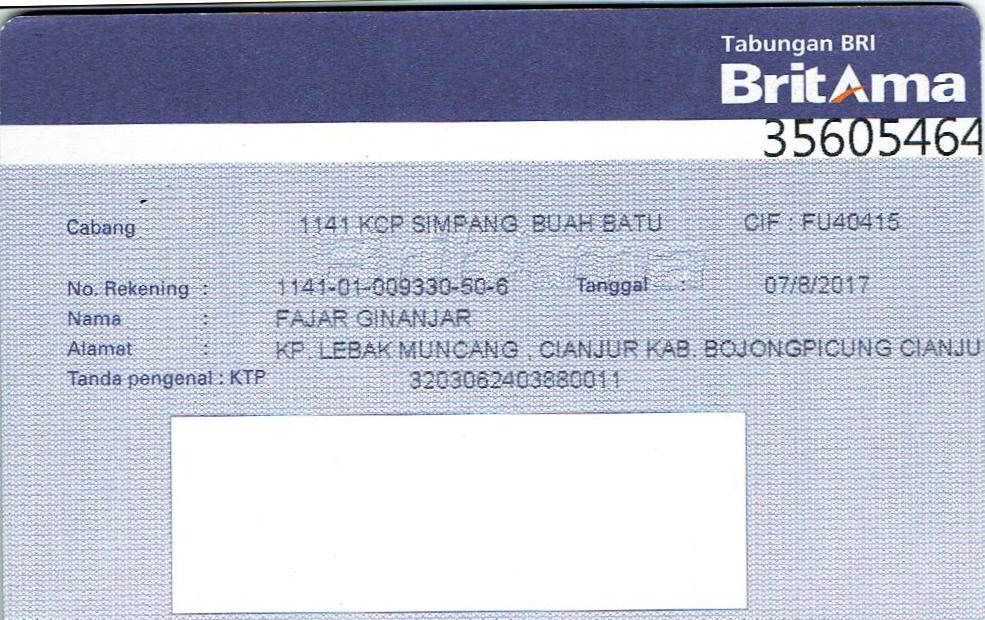 Tabungan BRI
BritAma
35605464
Cabang 1141 KCP SIMPANG BUAH BATU CIF : FU40415
No. Rekening : 1141-01-009330-50-6 Tanggal : 07/8/2017
Nama : FAJAR GINANJAR
Alamat : KP. LEBAK MUNCANG , CIANJUR KAB. BOJONGPICUNG CIANJU
Tanda pengenal : KTP 3203062403880011